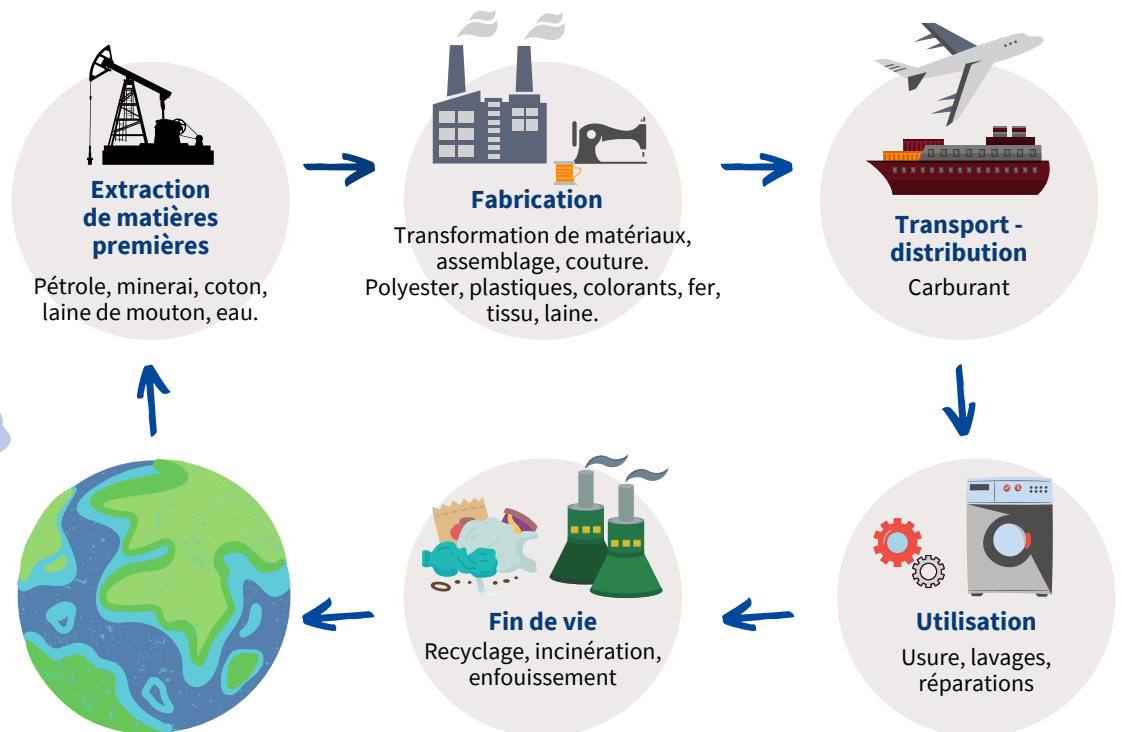 Extraction
de matières
premières
Pétrole, minerai, coton,
laine de mouton, eau.
Fabrication
Transformation de matériaux,
assemblage, couture.
Polyester, plastiques, colorants, fer,
tissu, laine.
Transport -
distribution
Carburant
Utilisation
Usure, lavages,
réparations
Fin de vie
Recyclage, incinération,
enfouissement